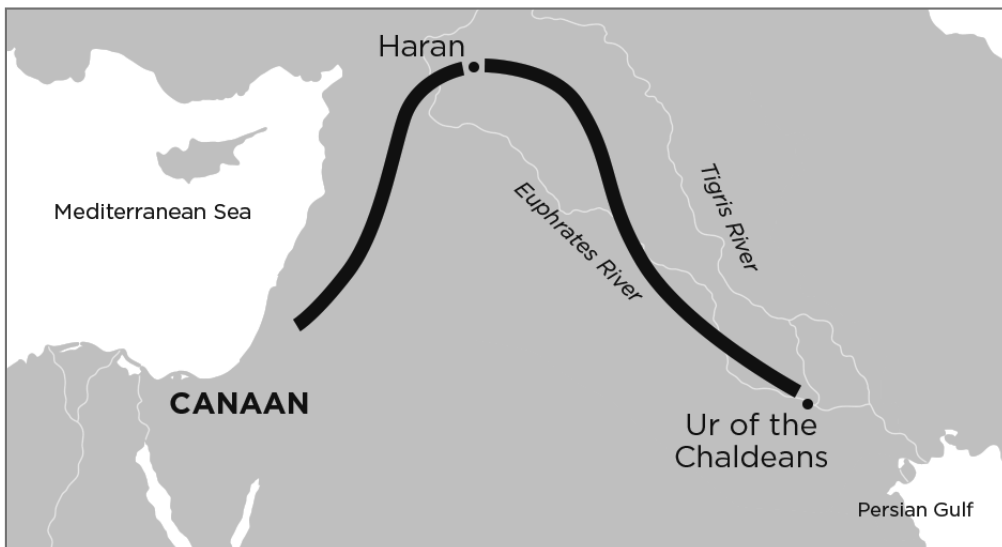 Haran
Mediterranean Sea
Euphrates River
Tigris River
CANAAN
Ur of the
Chaldeans
Persian Gulf